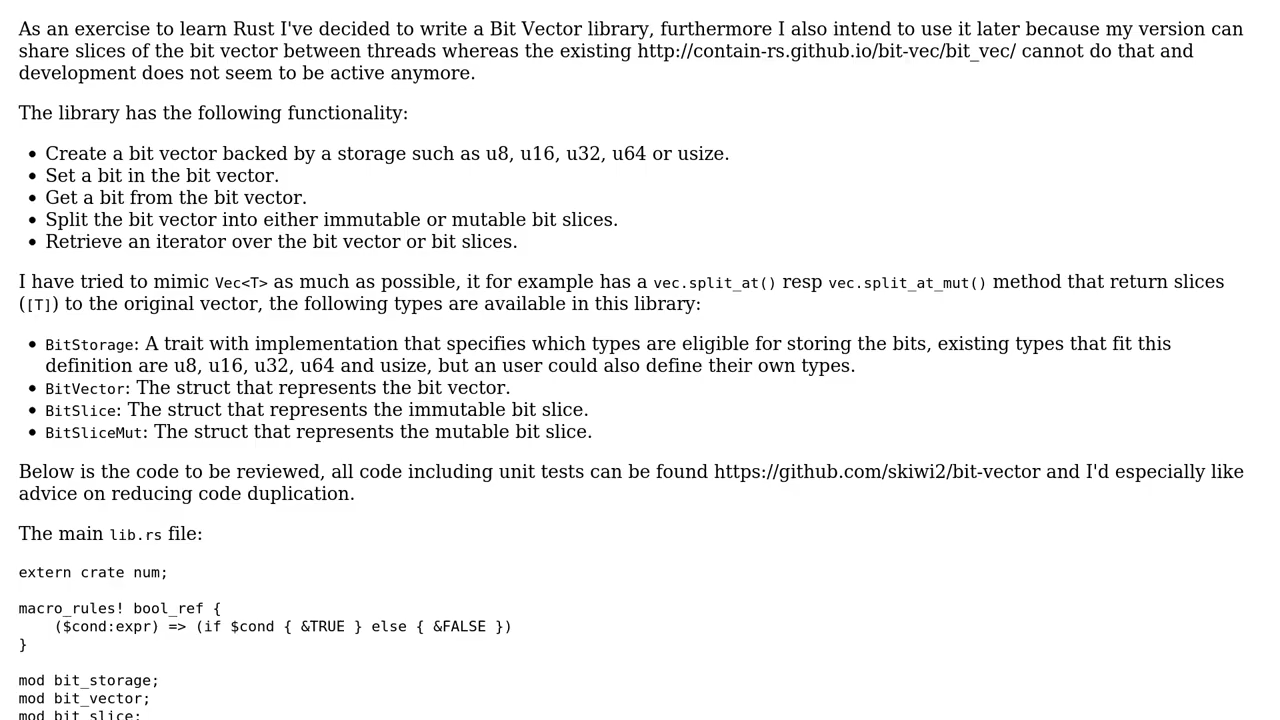 As an exercise to learn Rust I've decided to write a Bit Vector library, furthermore I also intend to use it later because my version can
share slices of the bit vector between threads whereas the existing http://contain-rs.github.io/bit-vec/bit_vec/ cannot do that and
development does not seem to be active anymore.
The library has the following functionality:
• Create a bit vector backed by a storage such as u8, u16, u32, u64 or usize.
• Set a bit in the bit vector.
• Get a bit from the bit vector.
• Split the bit vector into either immutable or mutable bit slices.
• Retrieve an iterator over the bit vector or bit slices.
I have tried to mimic Vec<T> as much as possible, it for example has a vec.split_at() resp vec.split_at_mut() method that return slices
([T]) to the original vector, the following types are available in this library:
• BitStorage: A trait with implementation that specifies which types are eligible for storing the bits, existing types that fit this
definition are u8, u16, u32, u64 and usize, but an user could also define their own types.
• BitVector: The struct that represents the bit vector.
• BitSlice: The struct that represents the immutable bit slice.
• BitSliceMut: The struct that represents the mutable bit slice.
Below is the code to be reviewed, all code including unit tests can be found https://github.com/skiwi2/bit-vector and I'd especially like
advice on reducing code duplication.
The main lib.rs file:
extern crate num;
macro_rules! bool_ref {
    ($cond:expr) => (if $cond { &TRUE } else { &FALSE })
}
mod bit_storage;
mod bit_vector;
mod bit_slice;